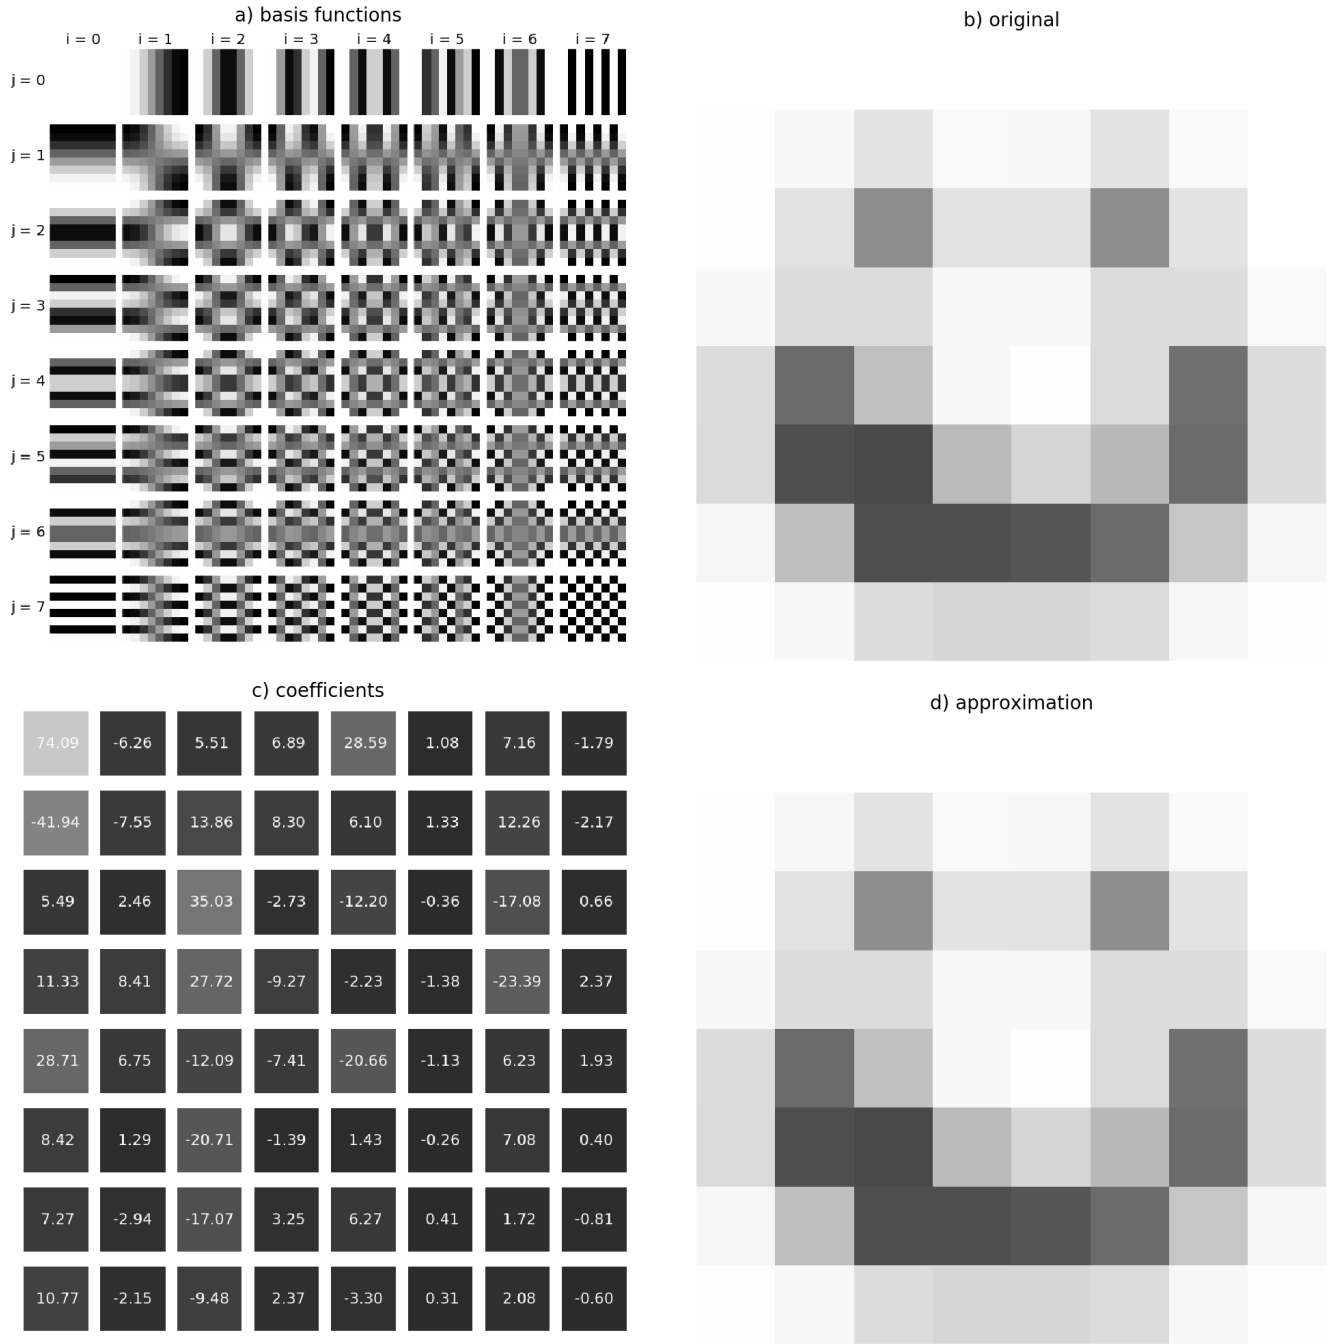 a) basis functions
i = 0 i = 1 i = 2 i = 3 i = 4 i = 5 i = 6 i = 7
j = 0
j = 1
j = 2
j = 3
j = 4
j = 5
j = 6
j = 7
b) original
c) coefficients
74.09 -6.26 5.51 6.89 28.59 1.08 7.16 -1.79
-41.94 -7.55 13.86 8.30 6.10 1.33 12.26 -2.17
5.49 2.46 35.03 -2.73 -12.20 -0.36 -17.08 0.66
11.33 8.41 27.72 -9.27 -2.23 -1.38 -23.39 2.37
28.71 6.75 -12.09 -7.41 -20.66 -1.13 6.23 1.93
8.42 1.29 -20.71 -1.39 1.43 -0.26 7.08 0.40
7.27 -2.94 -17.07 3.25 6.27 0.41 1.72 -0.81
10.77 -2.15 -9.48 2.37 -3.30 0.31 2.08 -0.60
d) approximation